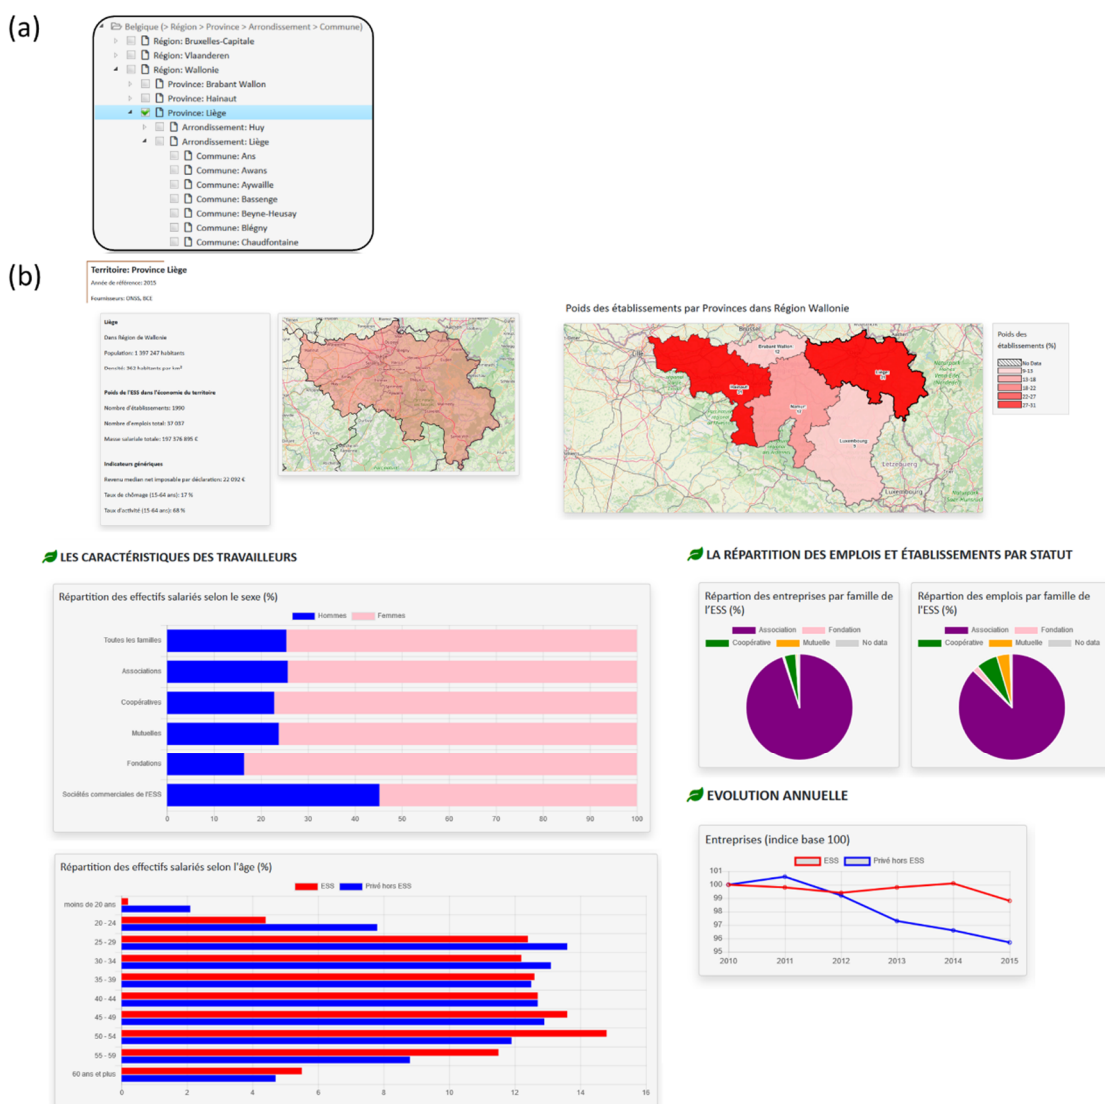 (a)
Belgique (> Région > Province > Arrondissement > Commune)
Région: Bruxelles-Capitale
Région: Vlaanderen
Région: Wallonie
Province: Brabant Wallon
Province: Hainaut
Province: Liège
Arrondissement: Huy
Arrondissement: Liège
Commune: Ans
Commune: Awans
Commune: Aywaille
Commune: Bassenge
Commune: Beyne-Heusay
Commune: Blégny
Commune: Chaudfontaine
(b)
Territoire: Province Liège
Année de référence: 2015
Fournisseurs: ONSS, BCE
Liège
Dans Région de Wallonie
Population: 1 397 247 habitants
Densité: 362 habitants par km²
Poids de l'ESS dans l'économie du territoire
Nombre d'établissements: 1990
Nombre d'emplois total: 37 037
Masse salariale totale: 197 376 895 €
Indicateurs génériques
Revenu median net imposable par déclaration: 22 092 €
Taux de chômage (15-64 ans): 17 %
Taux d'activité (15-64 ans): 68 %
Poids des établissements par Provinces dans Région Wallonie
Brabant Wallon
12
Hainaut
Liège
Namur
Luxembourg
9
Lëtzebuerg
Luxembourg
Poids des
établissements (%)
No Data
9-13
13-18
18-22
22-27
27-31
LES CARACTÉRISTIQUES DES TRAVAILLEURS
Répartition des effectifs salariés selon le sexe (%)
Hommes Femmes
Toutes les familles
Associations
Coopératives
Mutuelles
Fondations
Sociétés commerciales de l'ESS
0 10 20 30 40 50 60 70 80 90 100
Répartition des effectifs salariés selon l'âge (%)
ESS Privé hors ESS
moins de 20 ans
20 - 24
25 - 29
30 - 34
35 - 39
40 - 44
45 - 49
50 - 54
55 - 59
60 ans et plus
0 2 4 6 8 10 12 14 16
LA RÉPARTITION DES EMPLOIS ET ÉTABLISSEMENTS PAR STATUT
Répartion des entreprises par famille de
l'ESS (%)
Association Fondation
Coopérative Mutuelle No data
Répartion des emplois par famille de
l'ESS (%)
Association Fondation
Coopérative Mutuelle No data
EVOLUTION ANNUELLE
Entreprises (indice base 100)
ESS Privé hors ESS
101
100
99
98
97
96
95
2010 2011 2012 2013 2014 2015